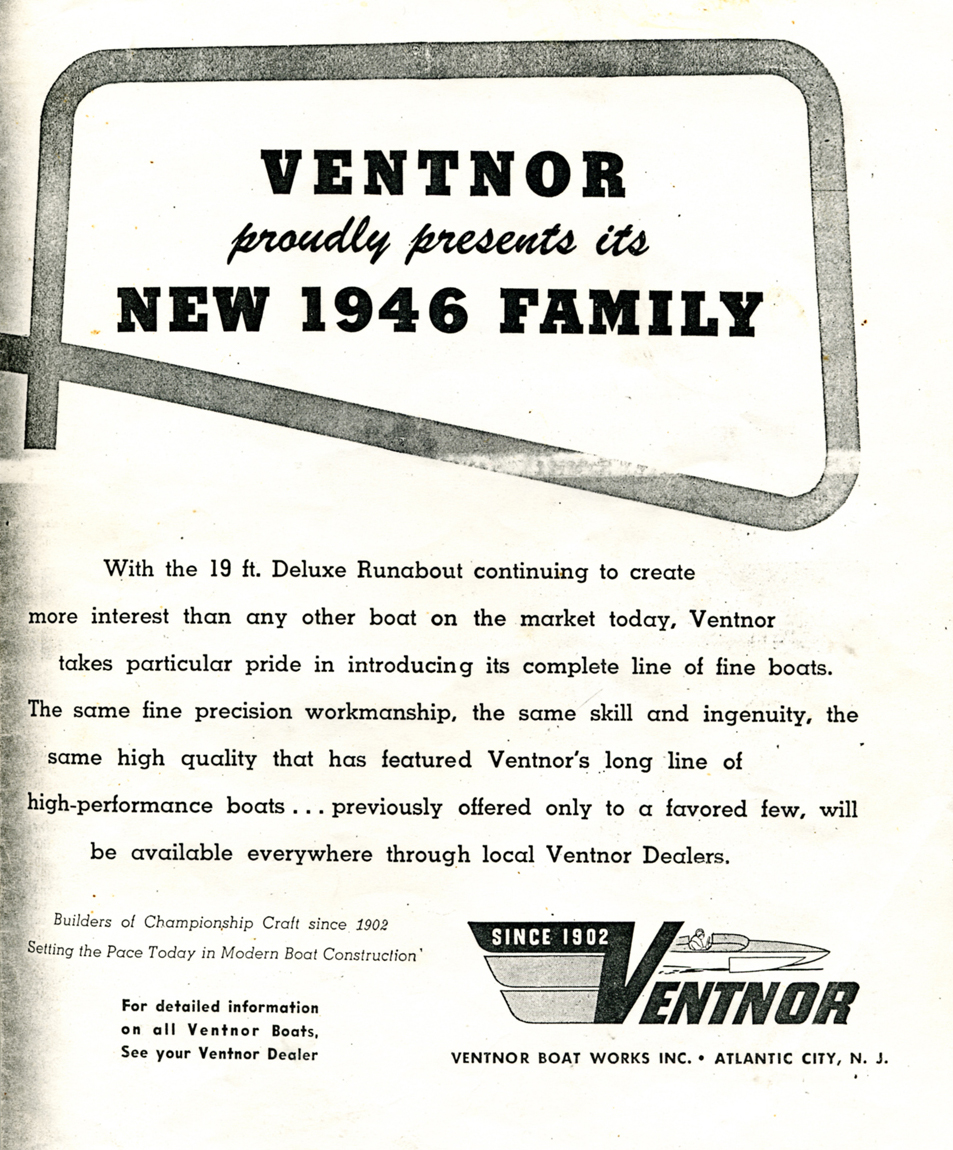 VENTNOR
proudly presents its
NEW 1946 FAMILY
With the 19 ft. Deluxe Runabout continuing to create
more interest than any other boat on the market today, Ventnor
takes particular pride in introducing its complete line of fine boats.
The same fine precision workmanship, the same skill and ingenuity, the
same high quality that has featured Ventnor's long line of
high-performance boats . . . previously offered only to a favored few, will
be available everywhere through local Ventnor Dealers.
Builders of Championship Craft since 1902
Setting the Pace Today in Modern Boat Construction'
For detailed information
on all Ventnor Boats,
See your Ventnor Dealer
SINCE 1902
VENTNOR
VENTNOR BOAT WORKS INC. • ATLANTIC CITY, N. J.